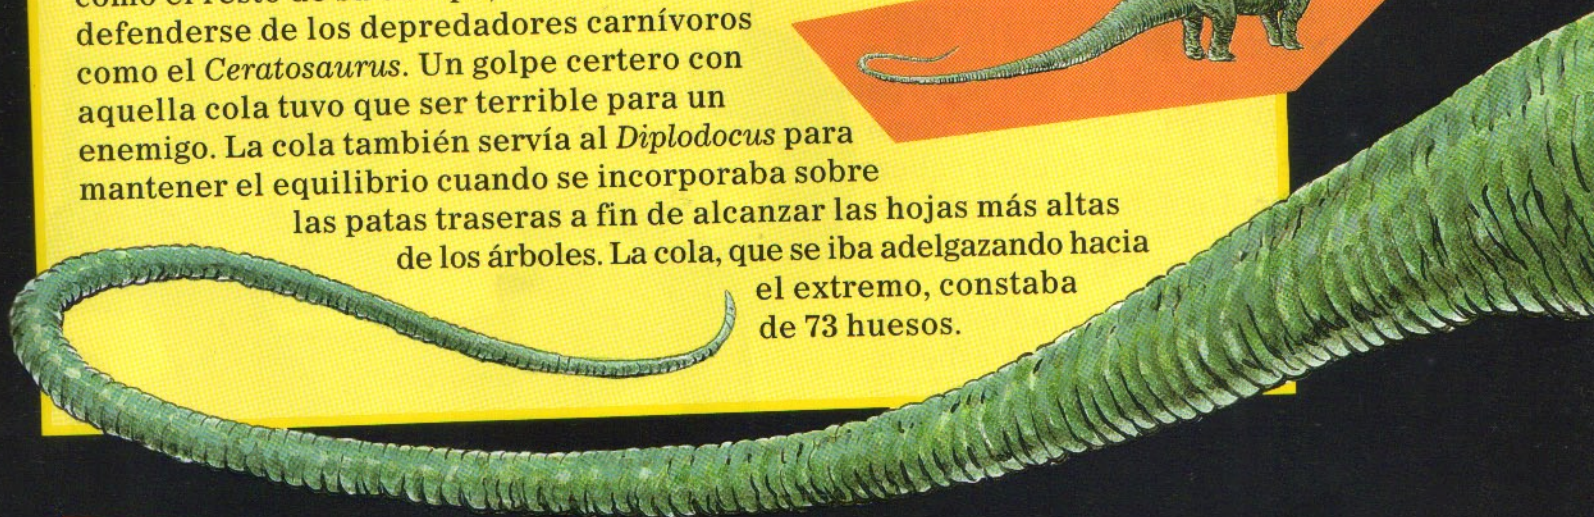 defenderse de los depredadores carnívoros
como el Ceratosaurus. Un golpe certero con
aquella cola tuvo que ser terrible para un
enemigo. La cola también servía al Diplodocus para
mantener el equilibrio cuando se incorporaba sobre
las patas traseras a fin de alcanzar las hojas más altas
de los árboles. La cola, que se iba adelgazando hacia
el extremo, constaba
de 73 huesos.